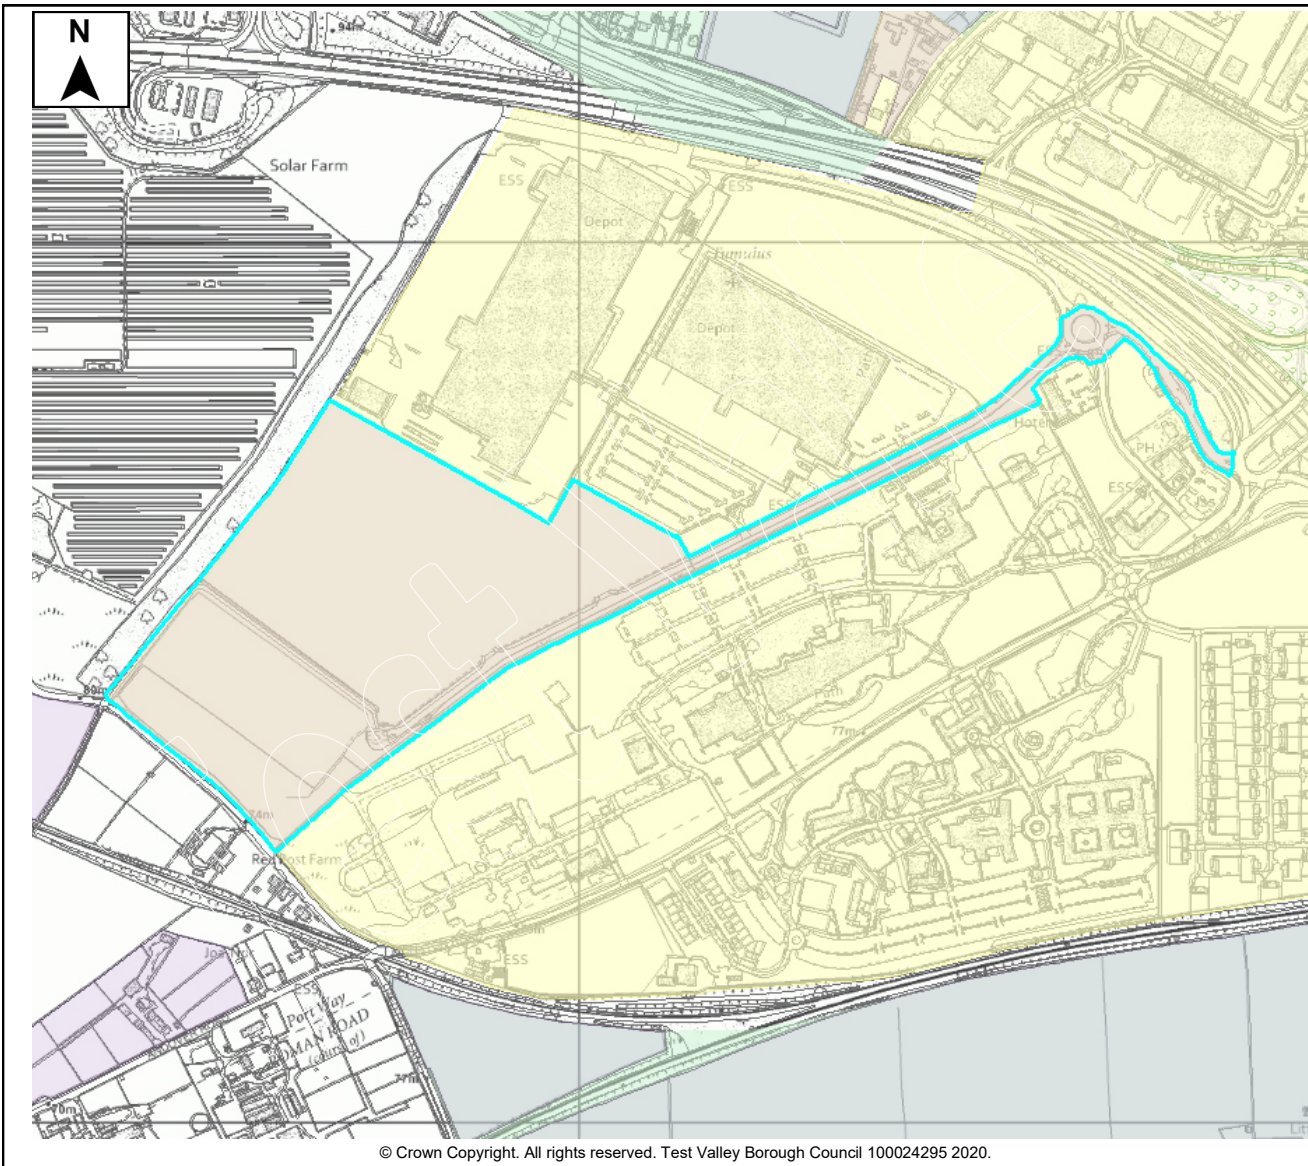 N
94m
Solar Farm
ESS
ESS
Depot
Tumulus
Depot
Path
Hotel
PH
ESS
ESS
ESS
80m
Path
77m
74m
Red Post Farm
ESS
ESS
Port Way
ROMAN ROAD
(course of)
77m
70m
© Crown Copyright. All rights reserved. Test Valley Borough Council 100024295 2020.